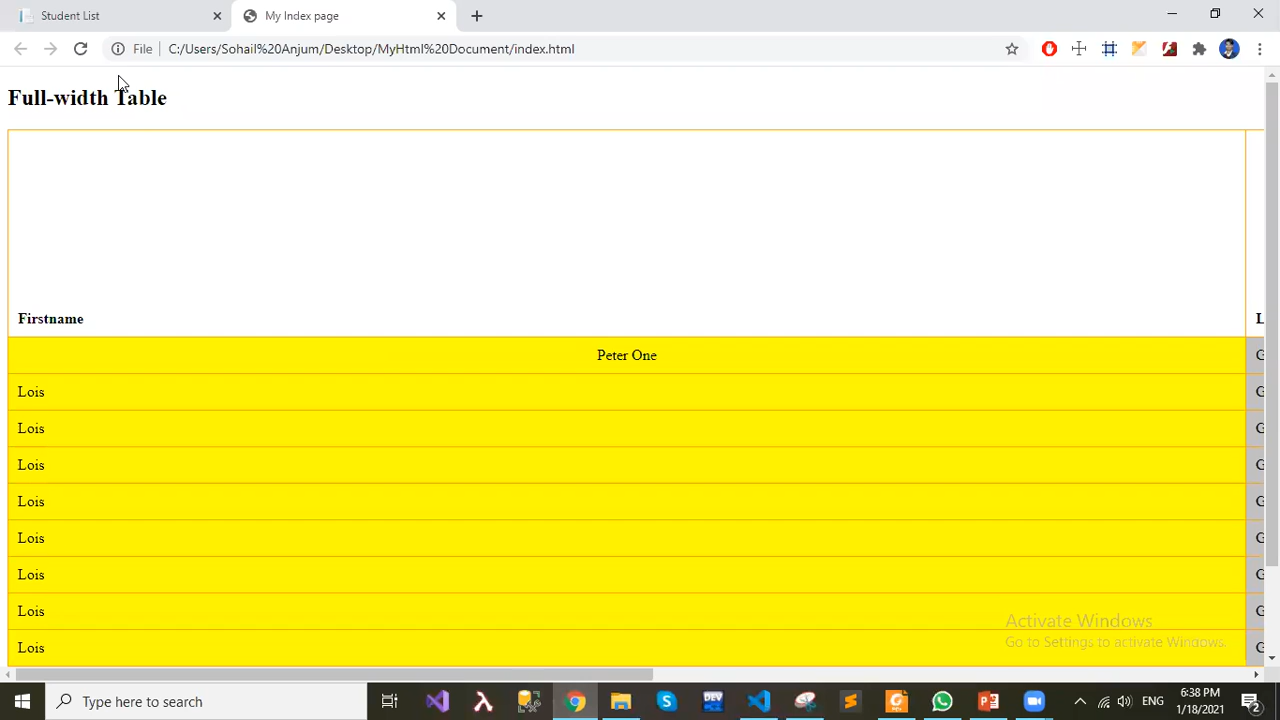 Student List
My Index page
File
C:/Users/Sohail%20Anjum/Desktop/MyHtml%20Document/index.html
Full-width Table
Firstname
L
Peter One
G
Lois
G
Lois
G
Lois
G
Lois
G
Lois
G
Lois
G
Lois
G
Lois
G
Activate Windows
Go to Settings to activate Windows.
Type here to search
DEV
ENG
6:38 PM
1/18/2021
2